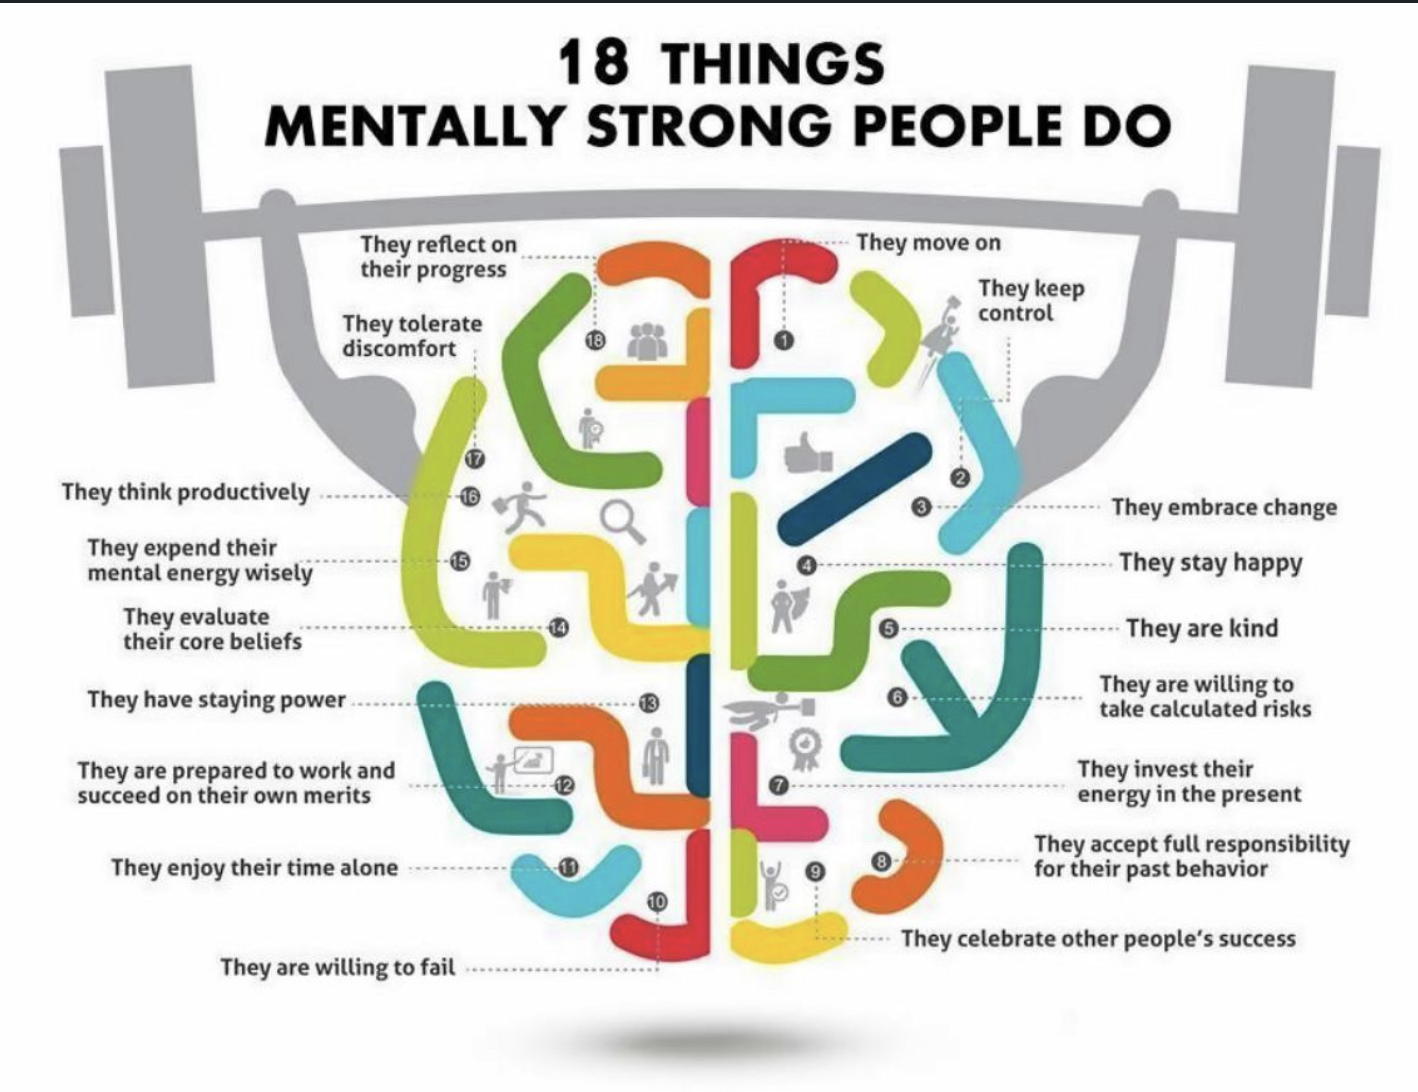 18 THINGS
MENTALLY STRONG PEOPLE DO
They move on
1
They keep
control
2
3
They embrace change
4
They stay happy
5
They are kind
6
They are willing to
take calculated risks
7
They invest their
energy in the present
8
They accept full responsibility
for their past behavior
9
They celebrate other people's success
10
They are willing to fail
11
They enjoy their time alone
12
They are prepared to work and
succeed on their own merits
13
They have staying power
14
They evaluate
their core beliefs
15
They expend their
mental energy wisely
16
They think productively
17
They tolerate
discomfort
18
They reflect on
their progress